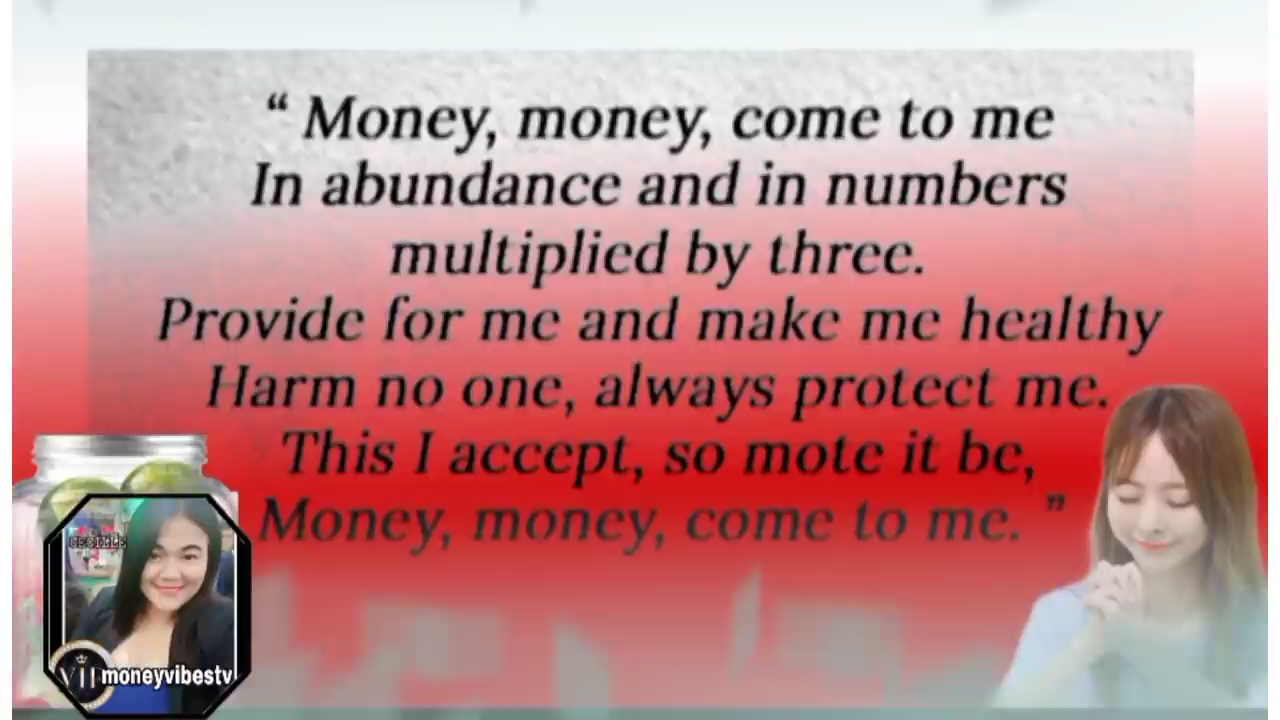 “ Money, money, come to me
In abundance and in numbers
multiplied by three.
Provide for me and make me healthy
Harm no one, always protect me.
This I accept, so mote it be,
Money, money, come to me. ”
VII moneyvibestv